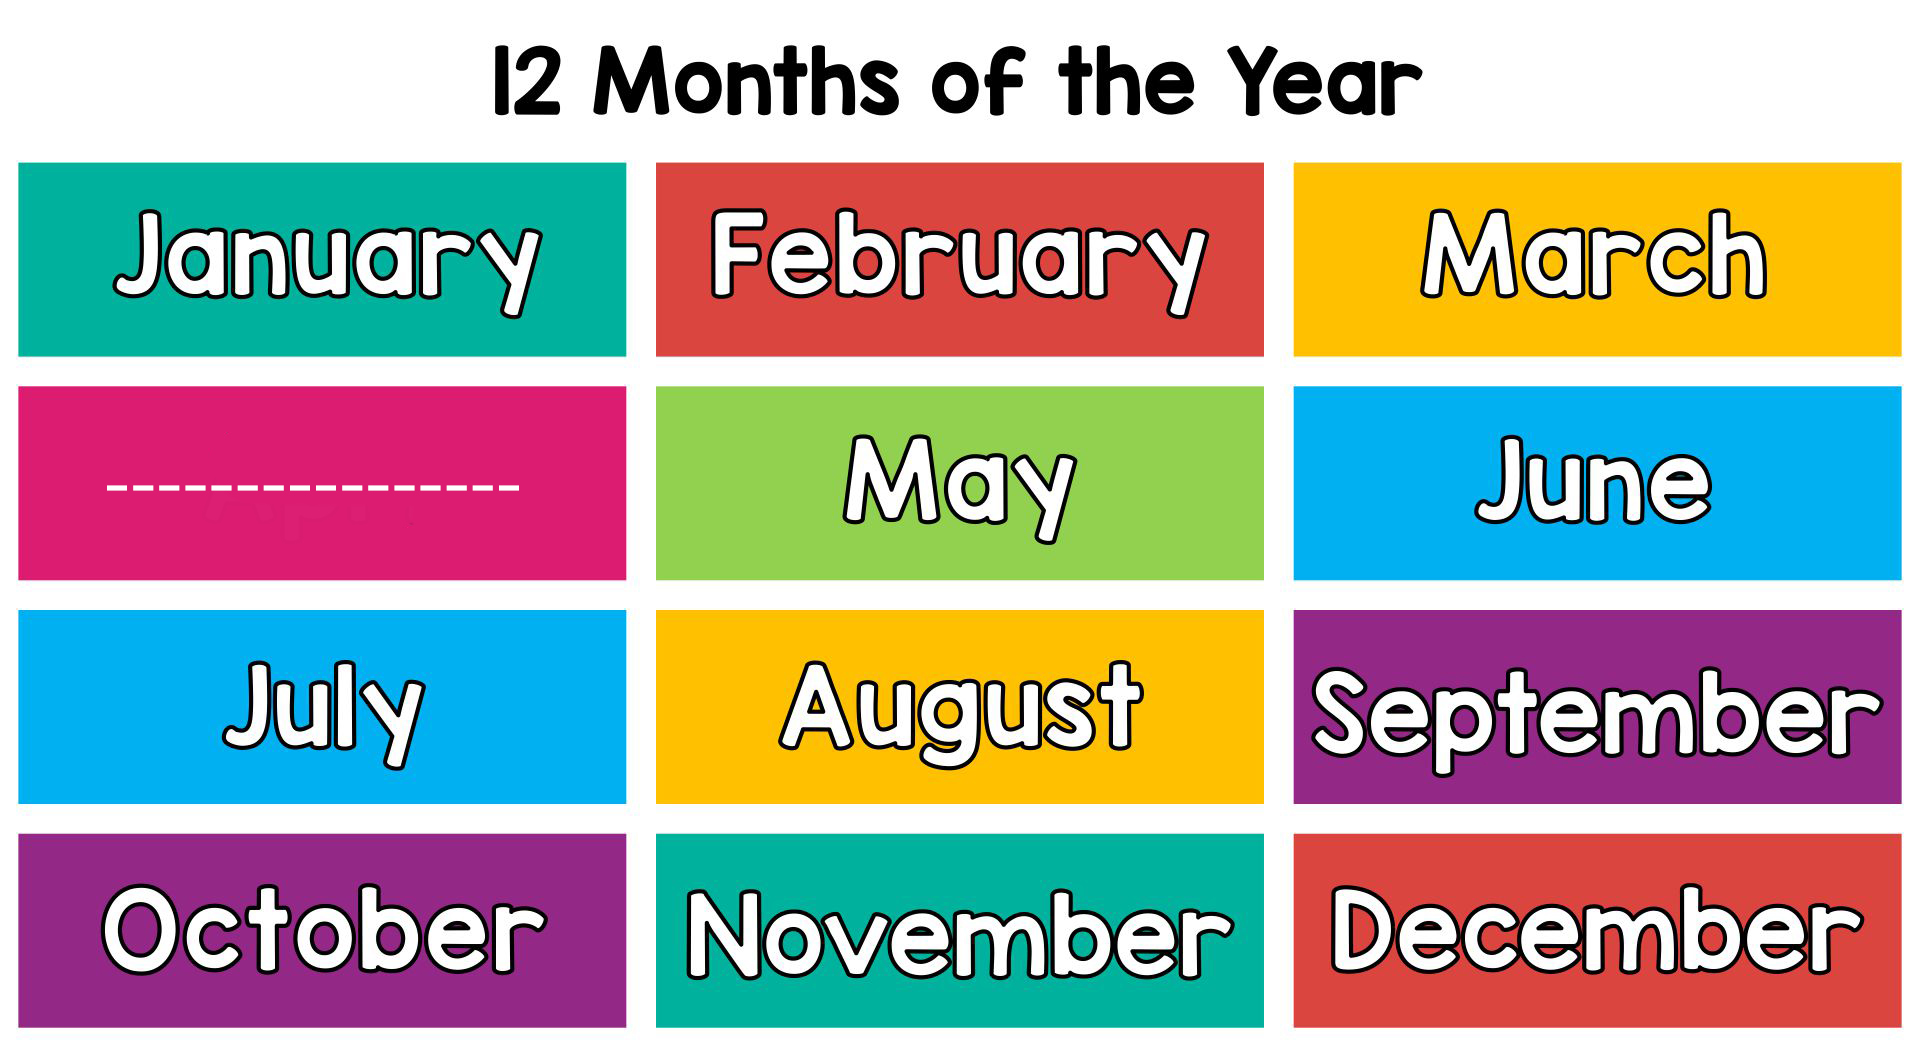 12 Months of the Year
January
February
March
---------------- 
May
June
July
August
September
October
November
December